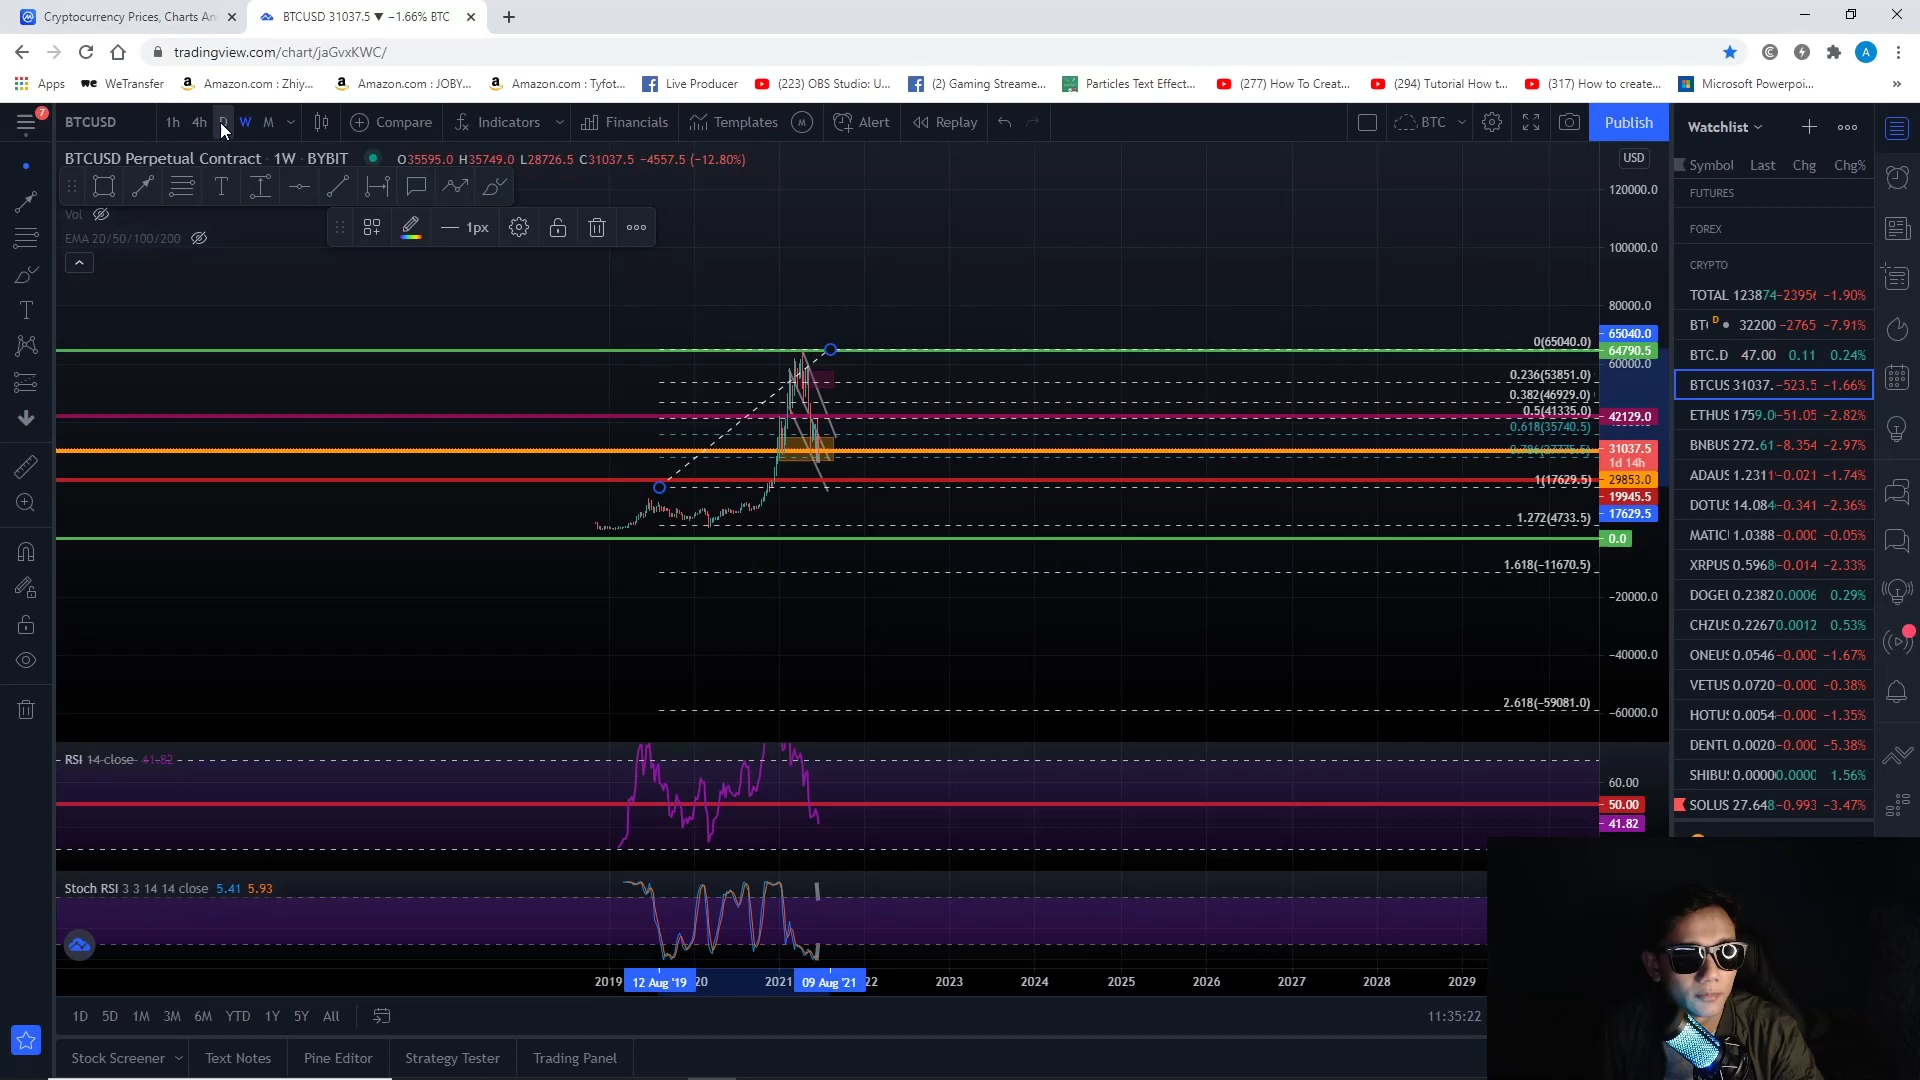 Cryptocurrency Prices, Charts An
BTCUSD 31037.5 ▼ −1.66% BTC
tradingview.com/chart/jaGvxKWC/
A
Apps
we WeTransfer
Amazon.com : Zhiy...
Amazon.com : JOBY...
Amazon.com : Tyfot...
Live Producer
(223) OBS Studio: U...
(2) Gaming Streame...
Particles Text Effect...
(277) How To Creat...
(294) Tutorial How t...
(317) How to create...
Microsoft Powerpoi...
7
BTCUSD 1h 4h D W M Compare Indicators Financials Templates M Alert Replay BTC Publish
BTCUSD Perpetual Contract · 1W · BYBIT O35595.0 H35749.0 L28726.5 C31037.5 −4557.5 (−12.80%)
USD
1px
Vol
EMA 20/50/100/200
120000.0
100000.0
80000.0
65040.0
64790.5
60000.0
42129.0
31037.5
1d 14h
29853.0
19945.5
17629.5
0.0
−20000.0
−40000.0
−60000.0
0(65040.0)
0.236(53851.0)
0.382(46929.0)
0.5(41335.0)
0.618(35740.5)
0.786(27775.5)
1(17629.5)
1.272(4733.5)
1.618(−11670.5)
2.618(−59081.0)
RSI 14 close 41.82
60.00
50.00
41.82
Stoch RSI 3 3 14 14 close 5.41 5.93
2019 12 Aug '19 20 2021 09 Aug '21 22 2023 2024 2025 2026 2027 2028 2029
1D 5D 1M 3M 6M YTD 1Y 5Y All
11:35:22
Stock Screener Text Notes Pine Editor Strategy Tester Trading Panel
Watchlist
Symbol Last Chg Chg%
FUTURES
FOREX
CRYPTO
TOTAL 123874 −23956 −1.90%
BT D 32200 −2765 −7.91%
BTC.D 47.00 0.11 0.24%
BTCUS 31037. −523.5 −1.66%
ETHUS 1759.0 −51.05 −2.82%
BNBUS 272.61 −8.354 −2.97%
ADAUS 1.2311 −0.021 −1.74%
DOTUS 14.084 −0.341 −2.36%
MATIC 1.0388 −0.000 −0.05%
XRPUS 0.5968 −0.014 −2.33%
DOGEU 0.2382 0.0006 0.29%
CHZUS 0.2267 0.0012 0.53%
ONEUS 0.0546 −0.000 −1.67%
VETUS 0.0720 −0.000 −0.38%
HOTUS 0.0054 −0.000 −1.35%
DENTU 0.0020 −0.000 −5.38%
SHIBUS 0.0000 0.0000 1.56%
SOLUS 27.648 −0.993 −3.47%